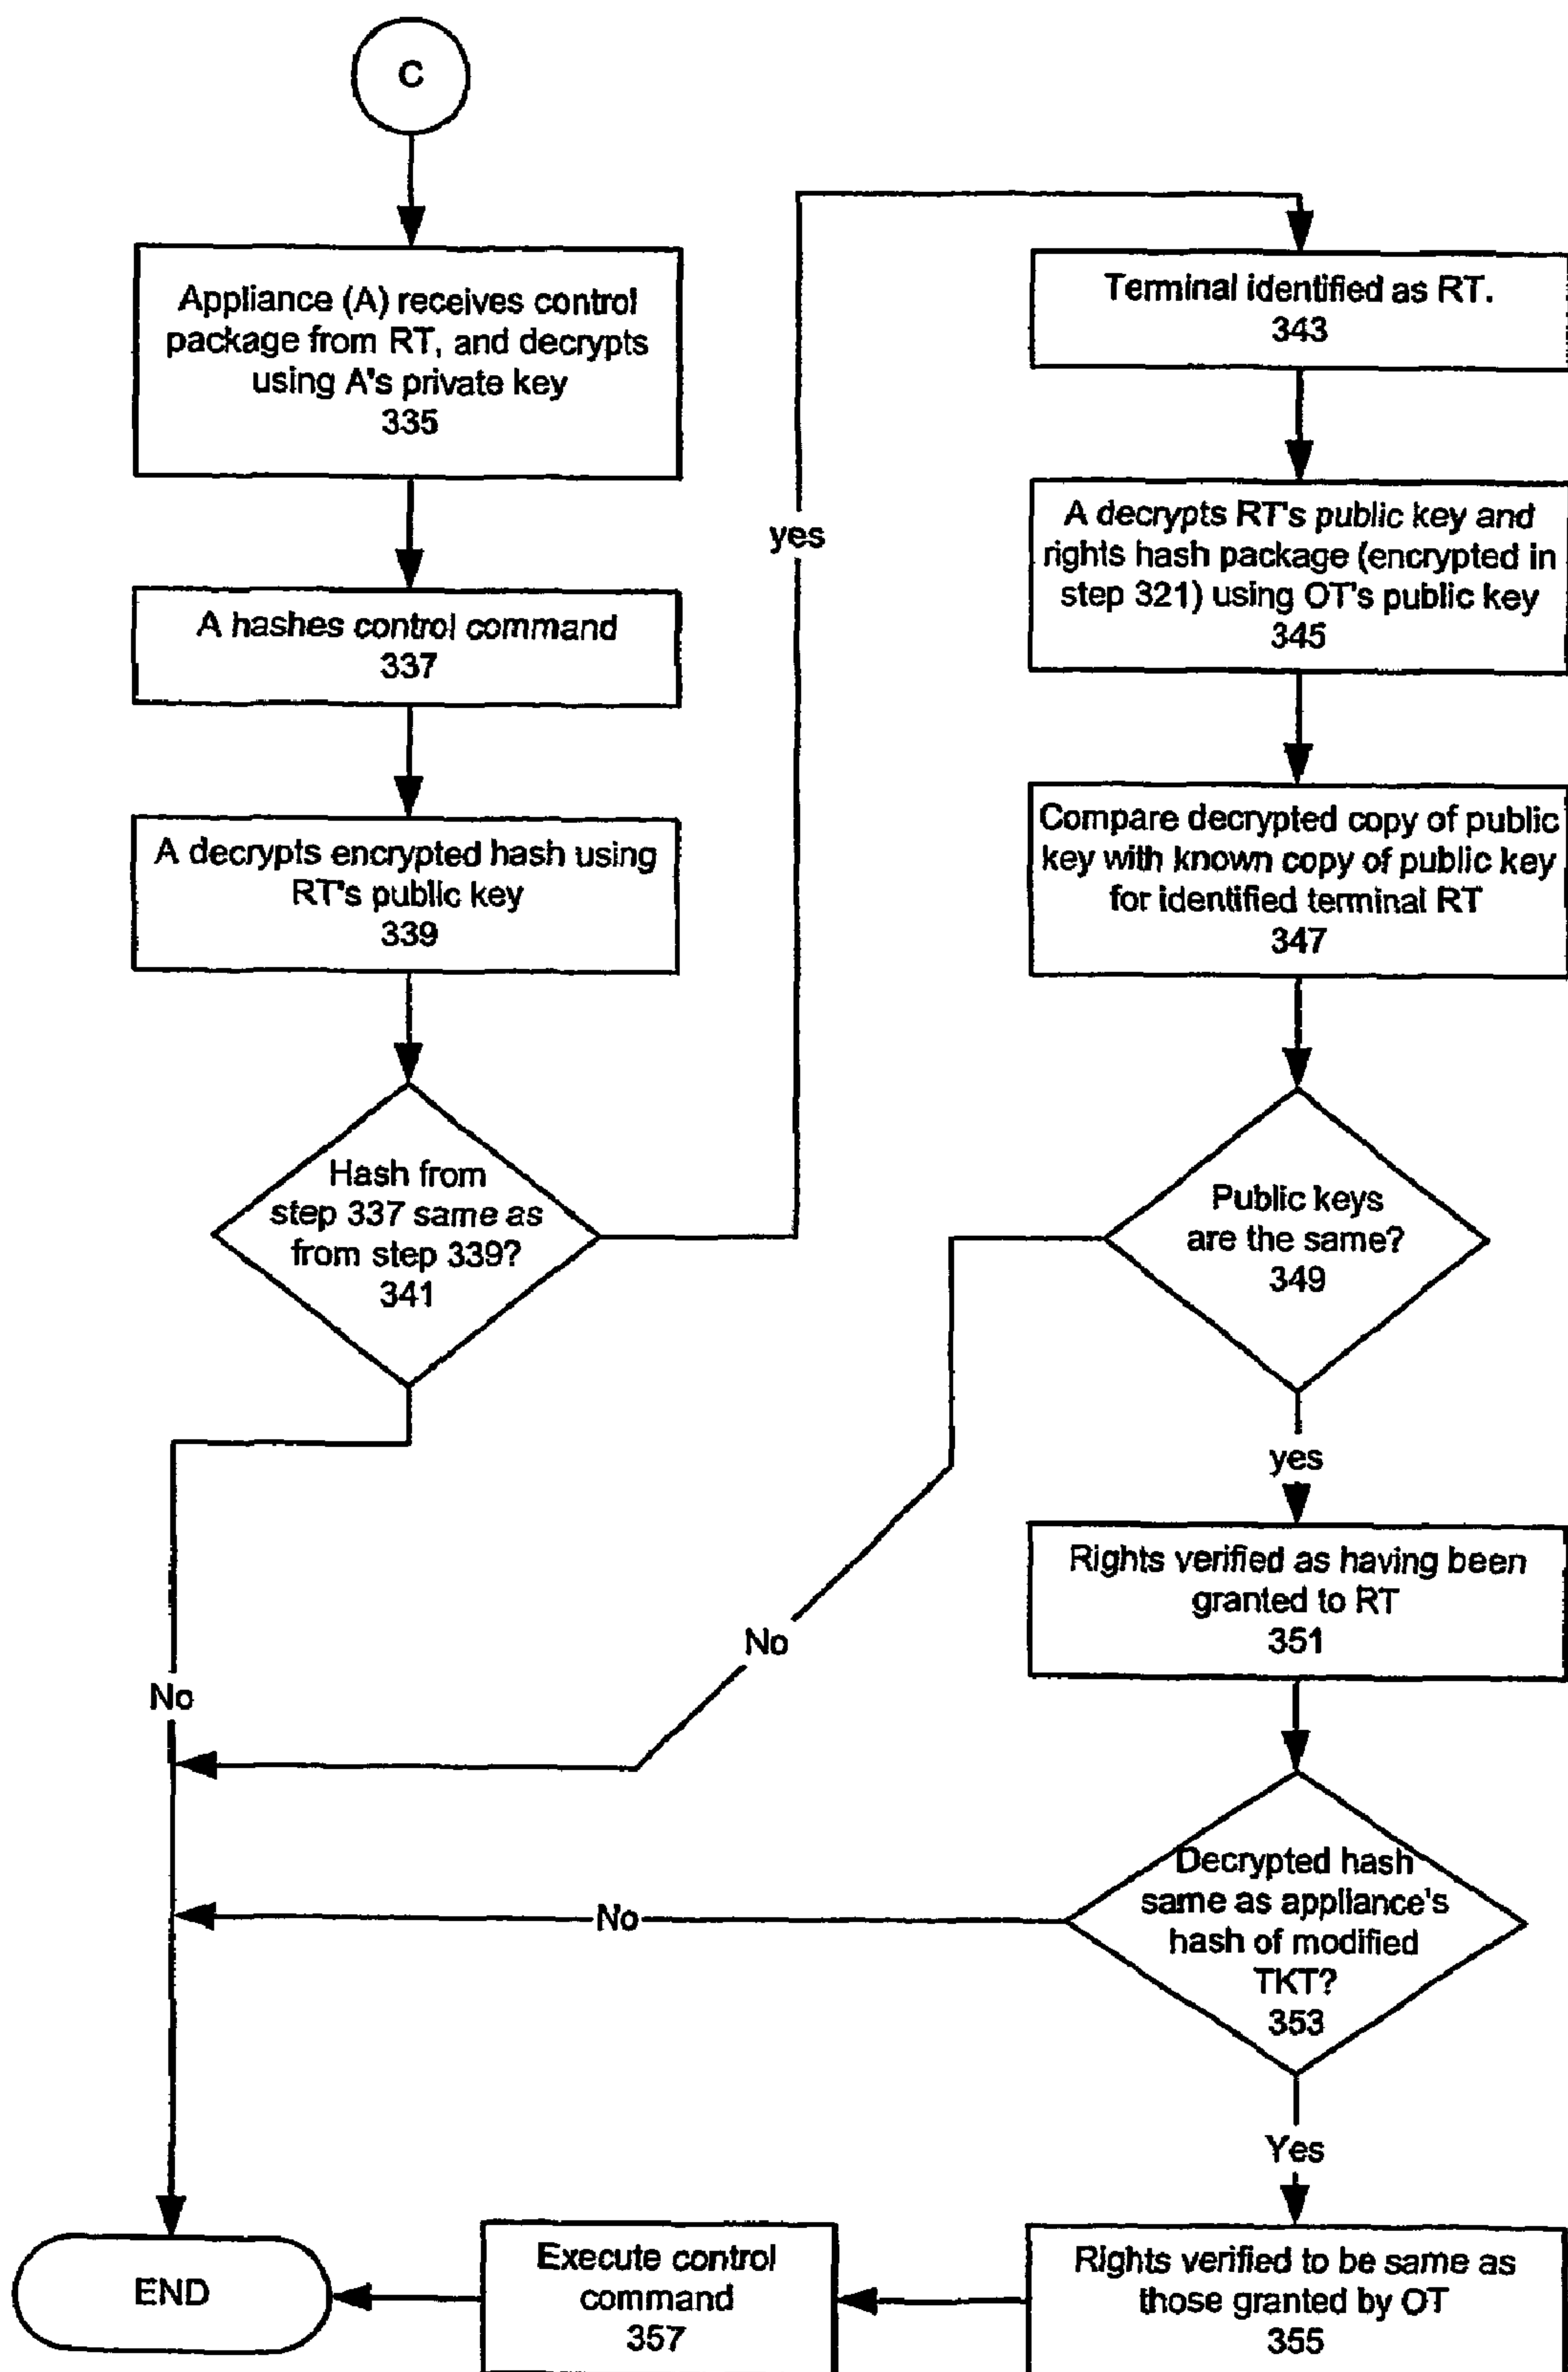 C
Appliance (A) receives control
package from RT, and decrypts
using A's private key
335
A hashes control command
337
A decrypts encrypted hash using
RT's public key
339
Hash from
step 337 same as
from step 339?
341
No
yes
Terminal identified as RT.
343
A decrypts RT's public key and
rights hash package (encrypted in
step 321) using OT's public key
345
Compare decrypted copy of public
key with known copy of public key
for identified terminal RT
347
Public keys
are the same?
349
No
yes
Rights verified as having been
granted to RT
351
Decrypted hash
same as appliance's
hash of modified
TKT?
353
No
Yes
Rights verified to be same as
those granted by OT
355
Execute control
command
357
END